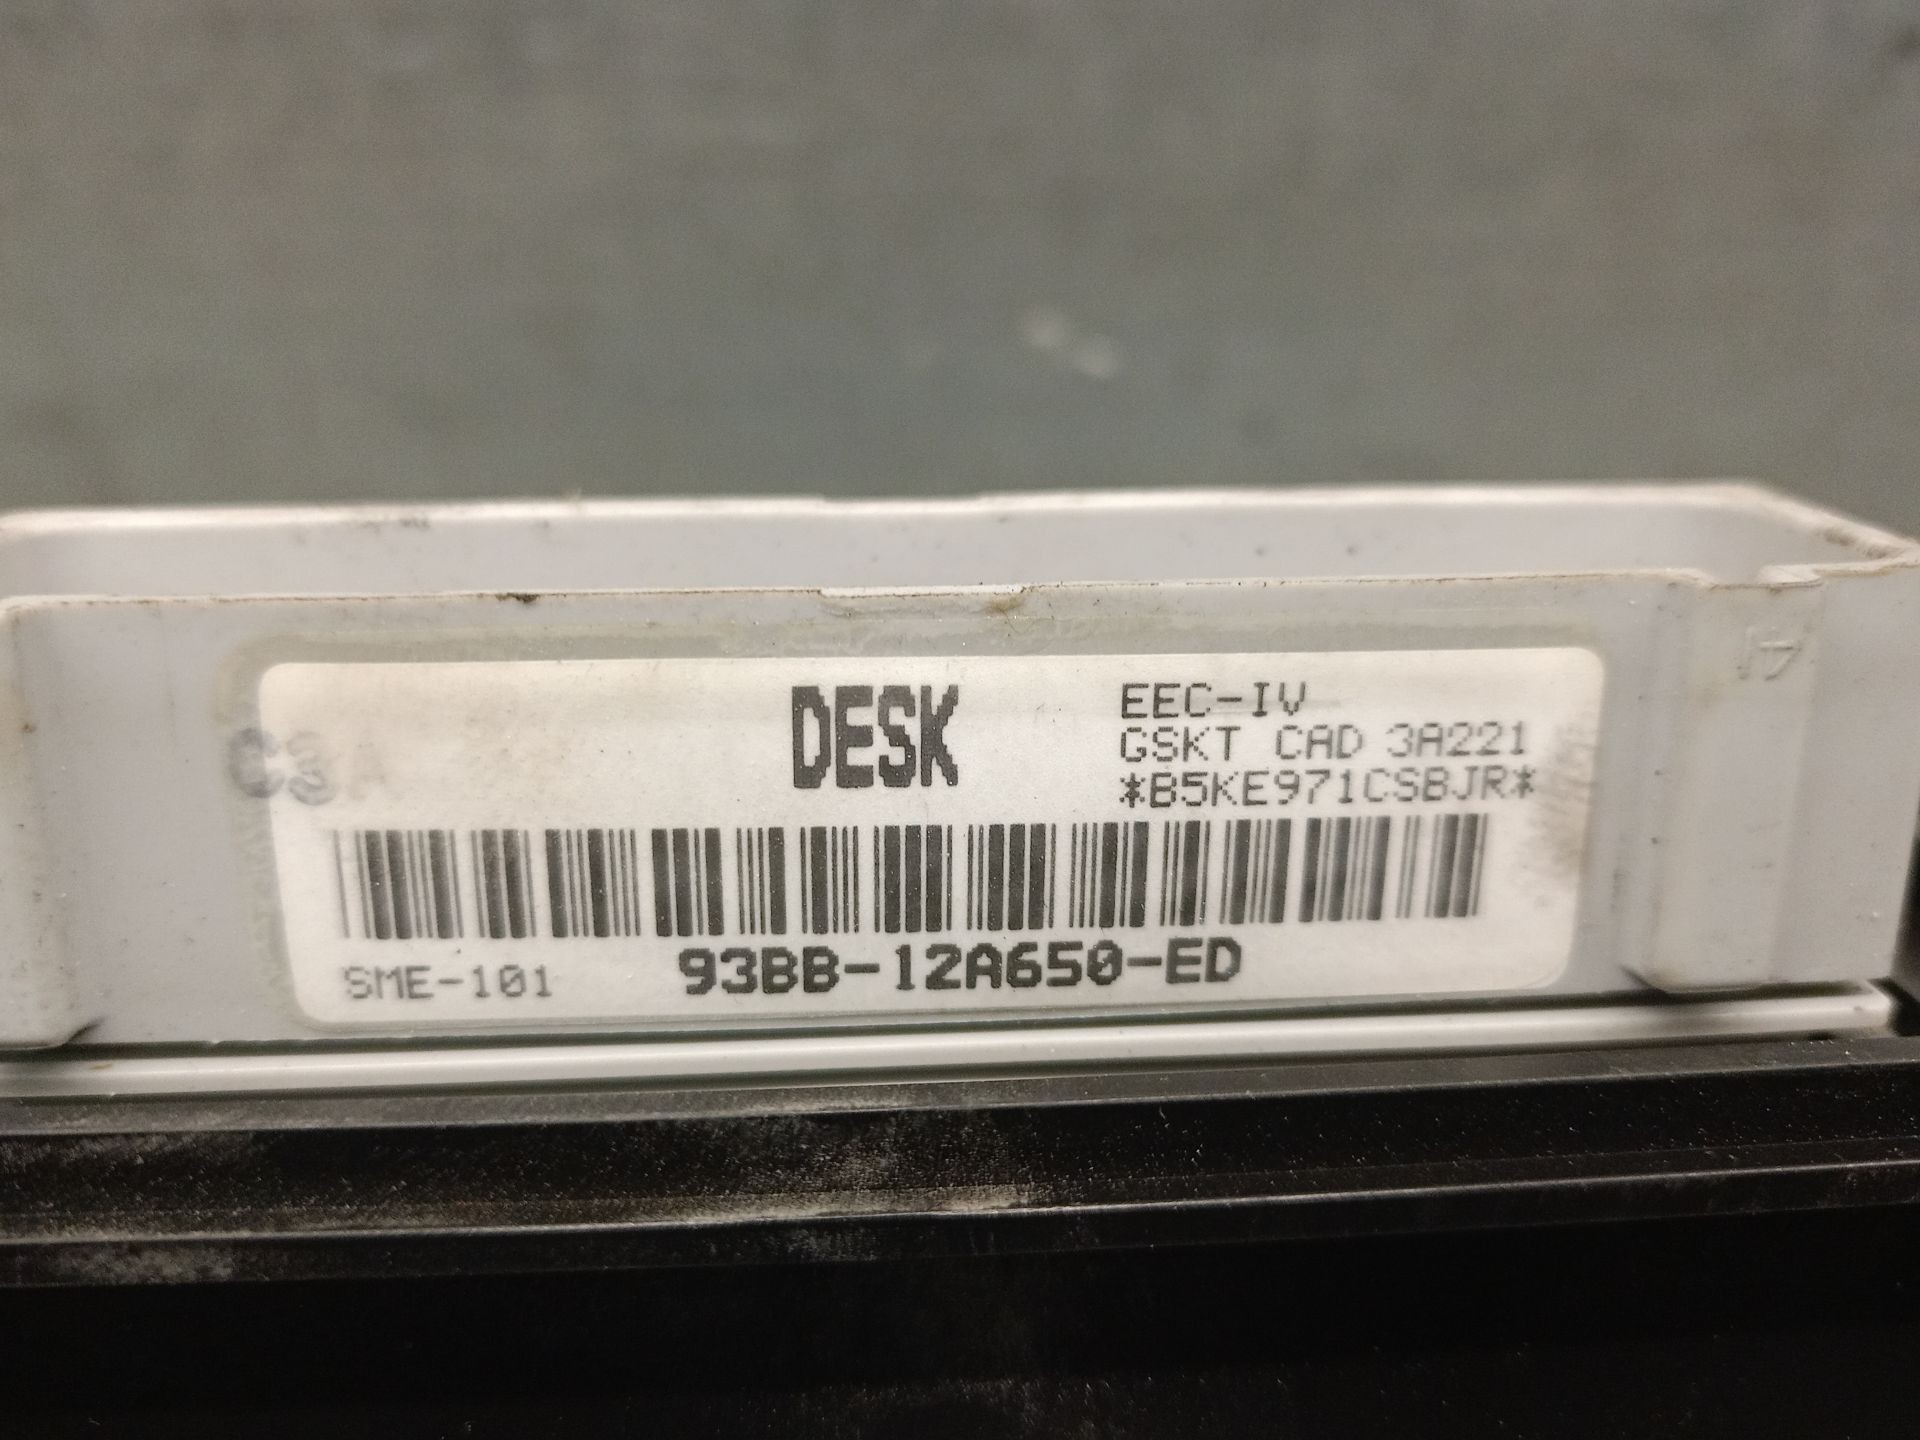 DESK
EEC-IV
GSKT CAD 3A221
*B5KE971CSBJR*
SME-101
93BB-12A650-ED